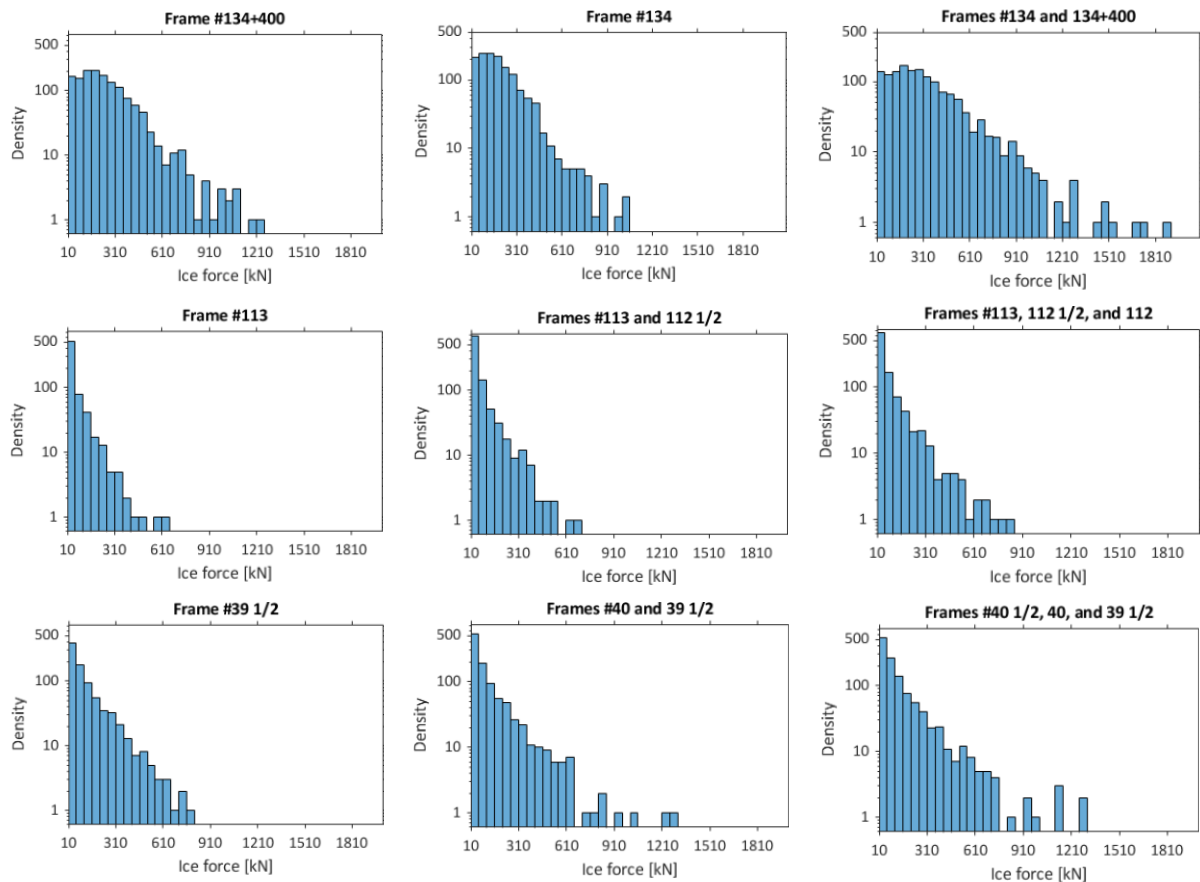 Frame #134+400
500
100
10
1
Density
10 310 610 910 1210 1510 1810
Ice force [kN]
Frame #134
500
100
10
1
Density
10 310 610 910 1210 1510 1810
Ice force [kN]
Frames #134 and 134+400
500
100
10
1
Density
10 310 610 910 1210 1510 1810
Ice force [kN]
Frame #113
500
100
10
1
Density
10 310 610 910 1210 1510 1810
Ice force [kN]
Frames #113 and 112 1/2
500
100
10
1
Density
10 310 610 910 1210 1510 1810
Ice force [kN]
Frames #113, 112 1/2, and 112
500
100
10
1
Density
10 310 610 910 1210 1510 1810
Ice force [kN]
Frame #39 1/2
500
100
10
1
Density
10 310 610 910 1210 1510 1810
Ice force [kN]
Frames #40 and 39 1/2
500
100
10
1
Density
10 310 610 910 1210 1510 1810
Ice force [kN]
Frames #40 1/2, 40, and 39 1/2
500
100
10
1
Density
10 310 610 910 1210 1510 1810
Ice force [kN]